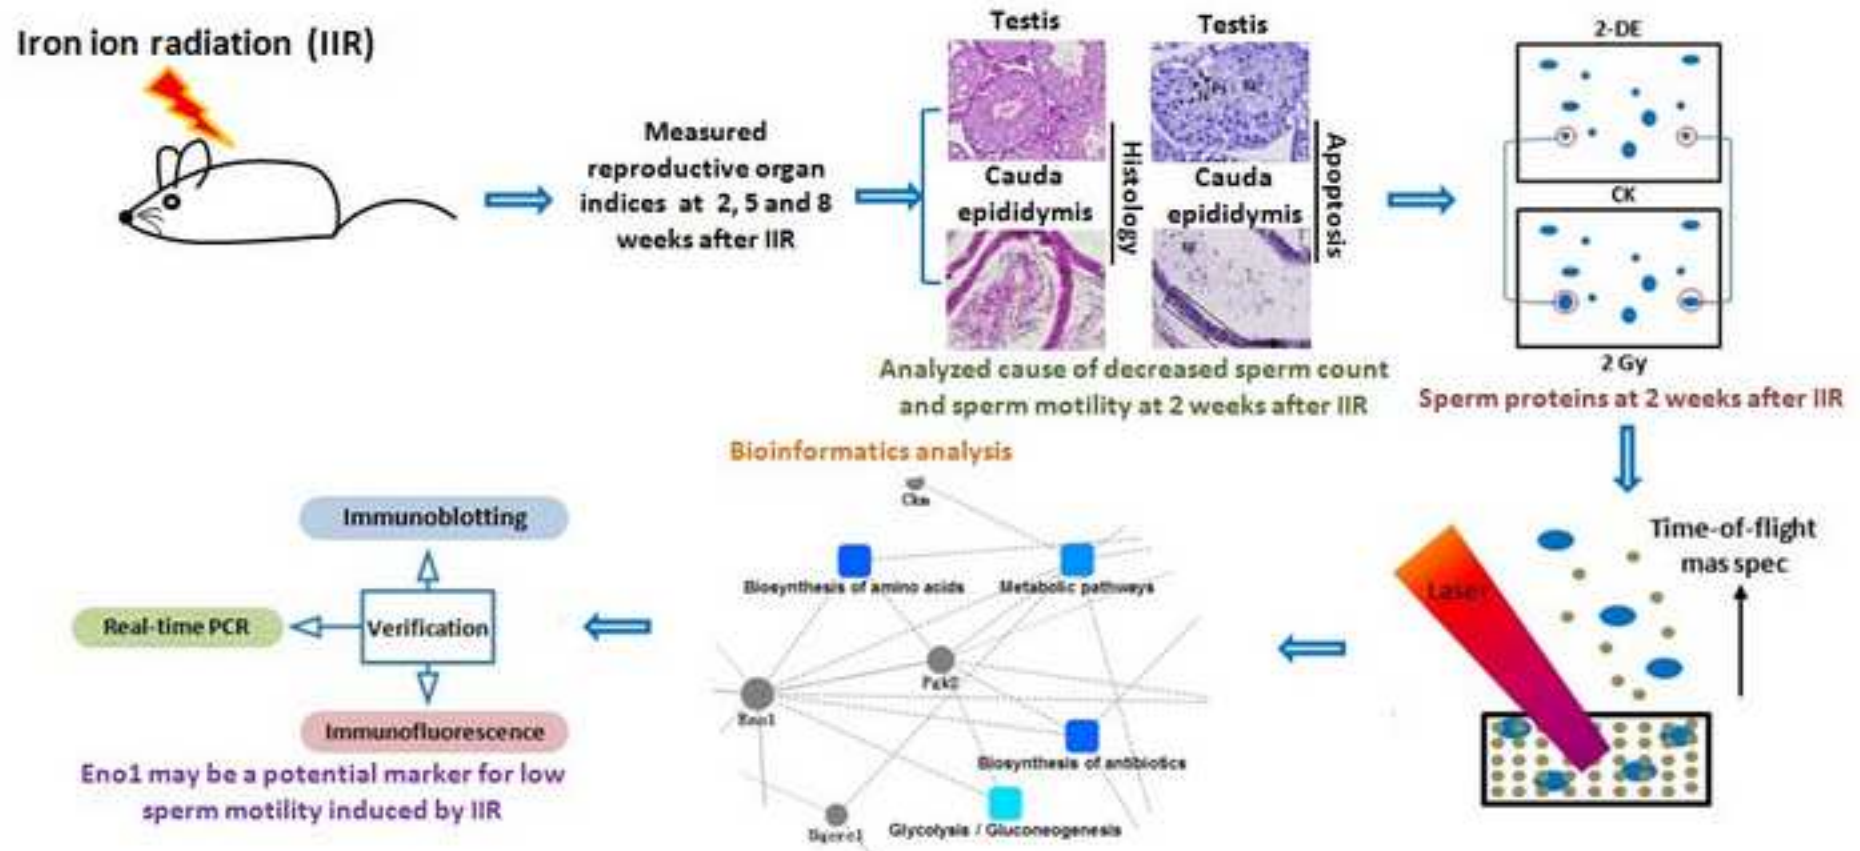 Iron ion radiation (IIR)
Measured
reproductive organ
indices at 2, 5 and 8
weeks after IIR
Testis
Testis
Cauda
epididymis
Cauda
epididymis
Histology
Apoptosis
Analyzed cause of decreased sperm count
and sperm motility at 2 weeks after IIR
2-DE
CK
2 Gy
Sperm proteins at 2 weeks after IIR
Time-of-flight
mas spec
Laser
Bioinformatics analysis
Ckm
Biosynthesis of amino acids
Metabolic pathways
Eno1
Biosynthesis of antibiotics
Glycolysis / Gluconeogenesis
Immunoblotting
Real-time PCR
Verification
Immunofluorescence
Eno1 may be a potential marker for low
sperm motility induced by IIR